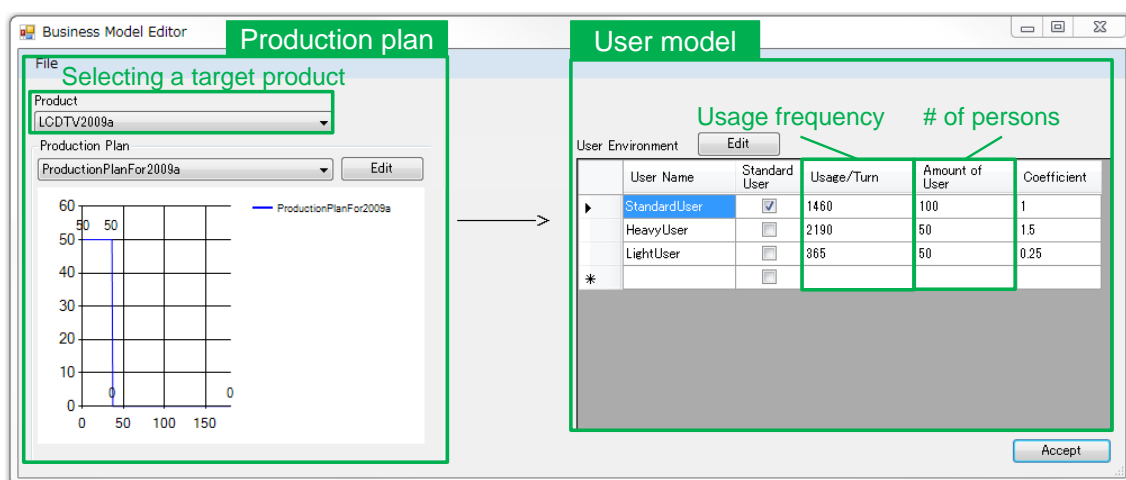 Business Model Editor
Production plan
User model
File
Selecting a target product
Product
LCDTV2009a
Production Plan
ProductionPlanFor2009a
Edit
60
50
40
30
20
10
0
50 50
0 0
0 50 100 150
ProductionPlanFor2009a
Usage frequency
# of persons
User Environment Edit
User Name Standard User Usage/Turn Amount of User Coefficient
StandardUser 1460 100 1
HeavyUser 2190 50 1.5
LightUser 365 50 0.25
Accept